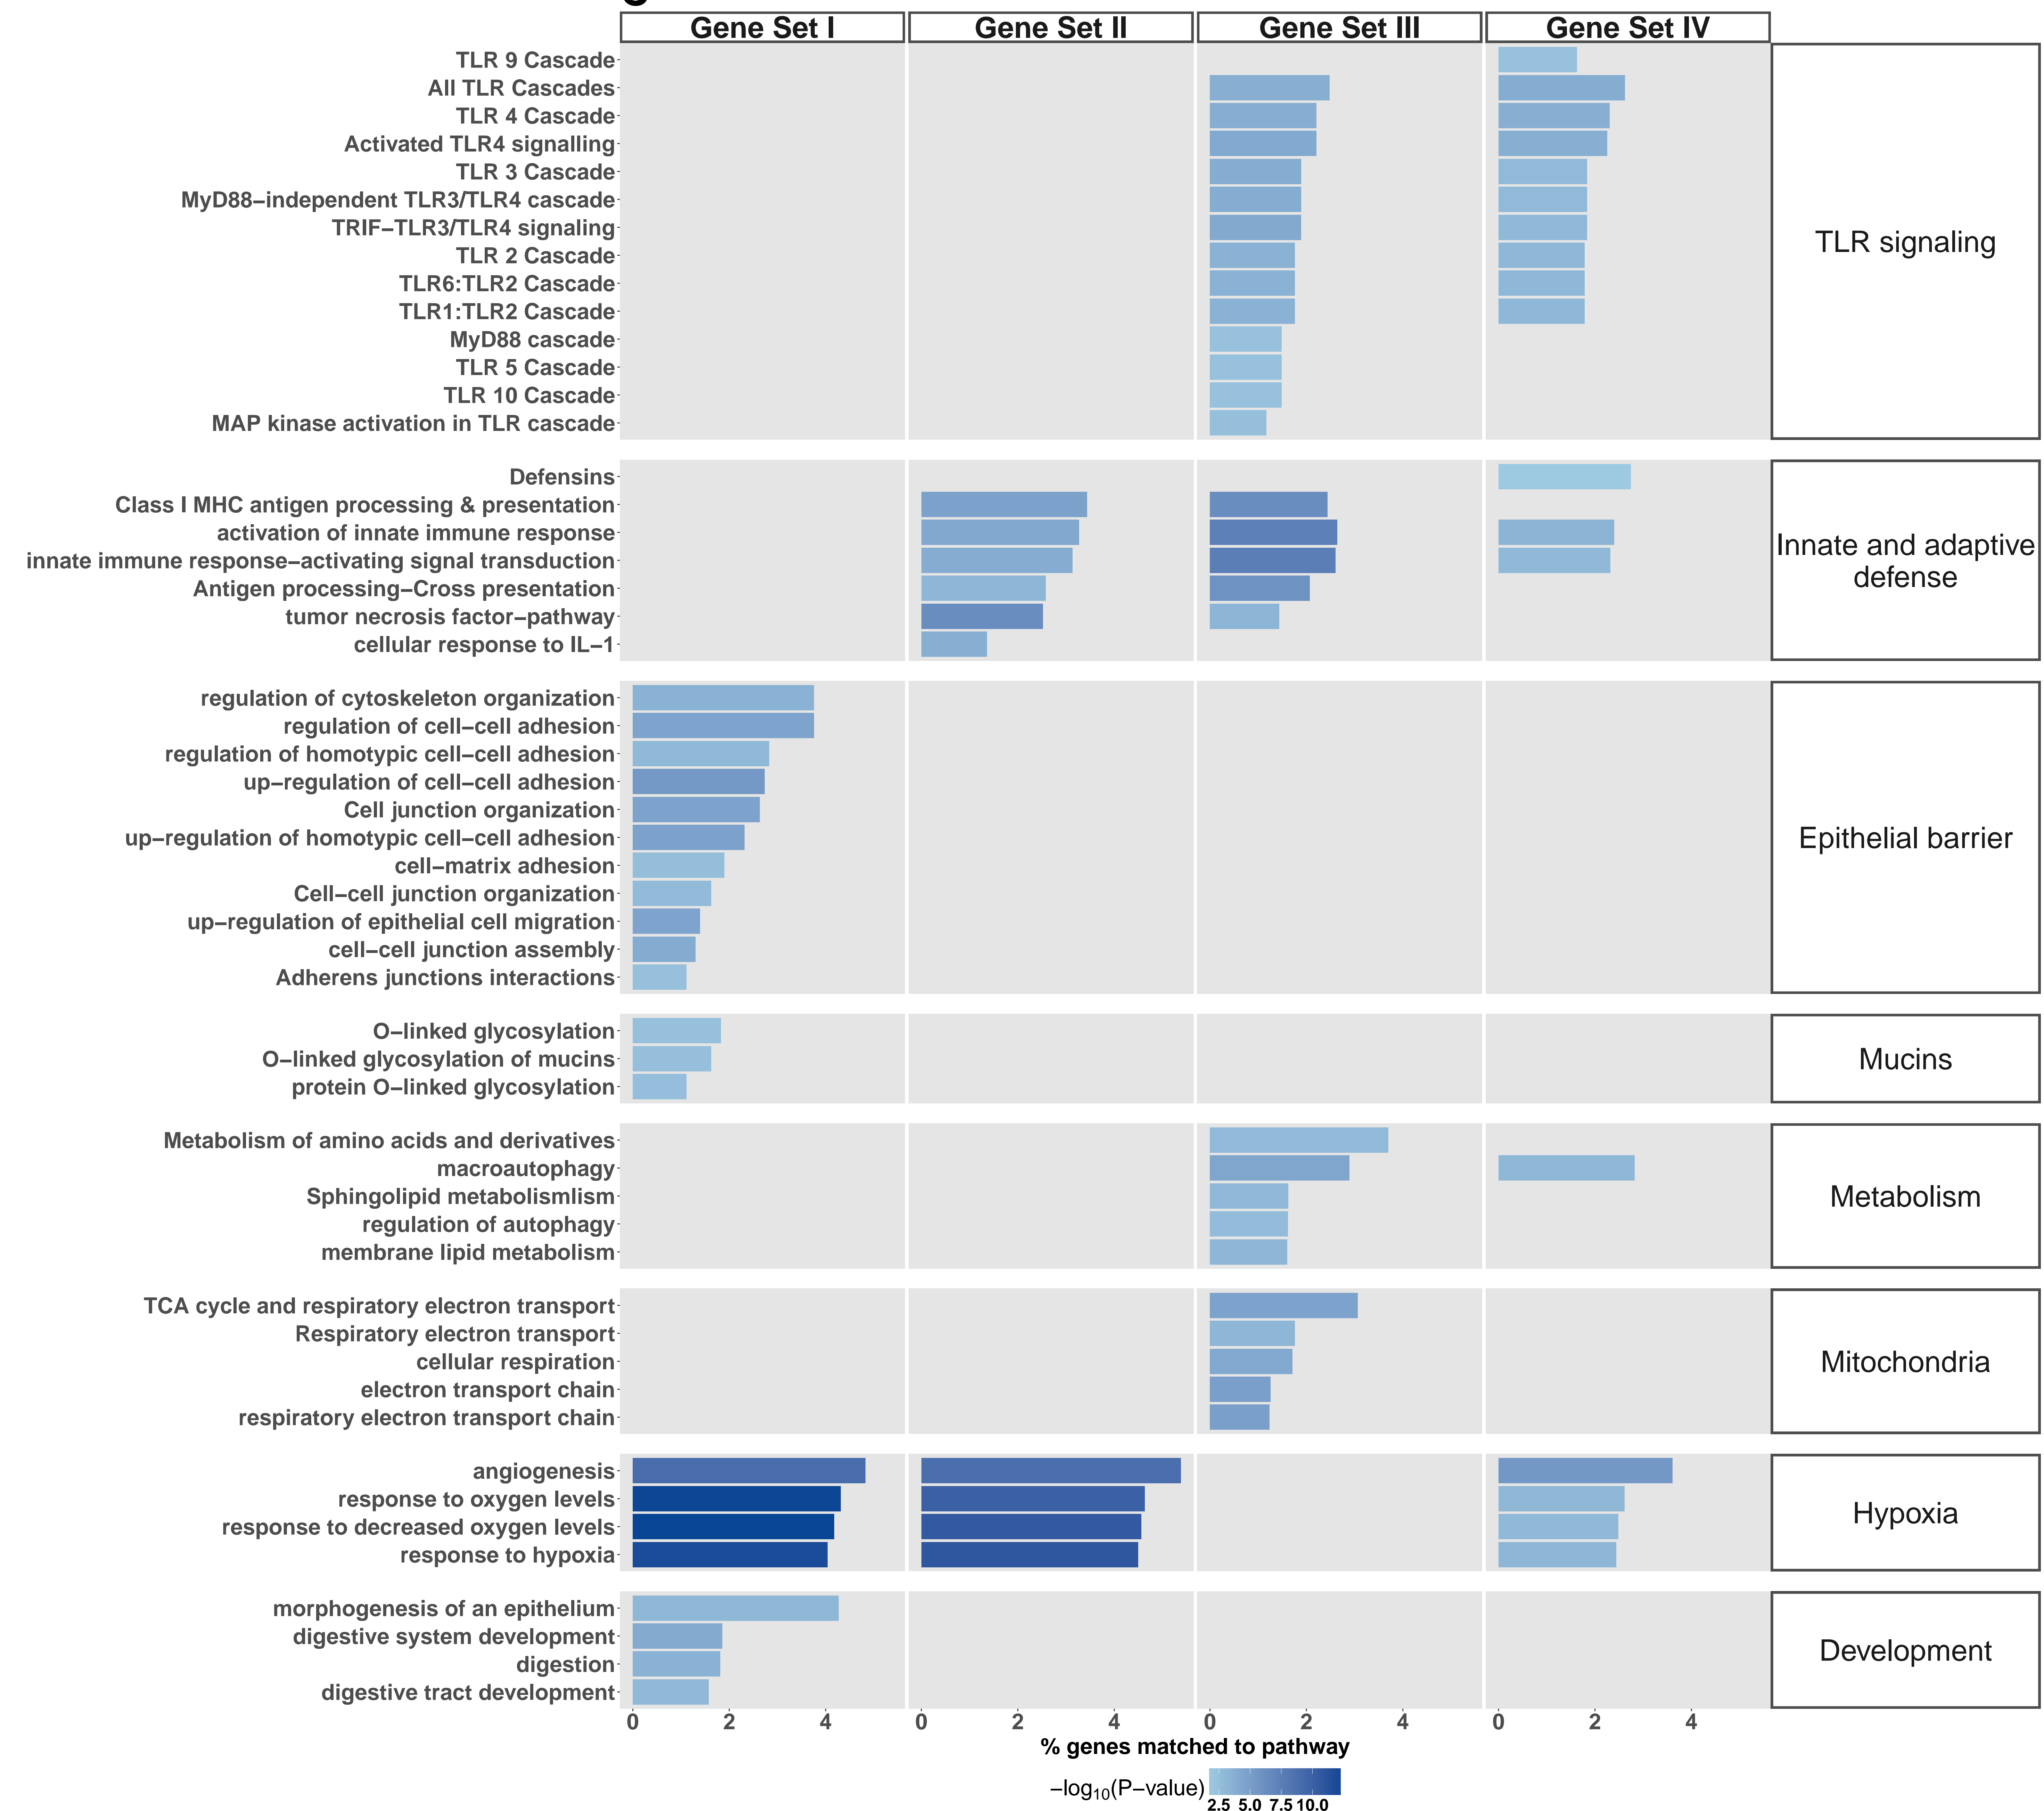 Gene Set I
Gene Set II
Gene Set III
Gene Set IV
TLR 9 Cascade
All TLR Cascades
TLR 4 Cascade
Activated TLR4 signalling
TLR 3 Cascade
MyD88−independent TLR3/TLR4 cascade
TRIF−TLR3/TLR4 signaling
TLR 2 Cascade
TLR6:TLR2 Cascade
TLR1:TLR2 Cascade
MyD88 cascade
TLR 5 Cascade
TLR 10 Cascade
MAP kinase activation in TLR cascade
TLR signaling
Defensins
Class I MHC antigen processing & presentation
activation of innate immune response
innate immune response−activating signal transduction
Antigen processing−Cross presentation
tumor necrosis factor−pathway
cellular response to IL−1
Innate and adaptive
defense
regulation of cytoskeleton organization
regulation of cell−cell adhesion
regulation of homotypic cell−cell adhesion
up−regulation of cell−cell adhesion
Cell junction organization
up−regulation of homotypic cell−cell adhesion
cell−matrix adhesion
Cell−cell junction organization
up−regulation of epithelial cell migration
cell−cell junction assembly
Adherens junctions interactions
Epithelial barrier
O−linked glycosylation
O−linked glycosylation of mucins
protein O−linked glycosylation
Mucins
Metabolism of amino acids and derivatives
macroautophagy
Sphingolipid metabolismlism
regulation of autophagy
membrane lipid metabolism
Metabolism
TCA cycle and respiratory electron transport
Respiratory electron transport
cellular respiration
electron transport chain
respiratory electron transport chain
Mitochondria
angiogenesis
response to oxygen levels
response to decreased oxygen levels
response to hypoxia
Hypoxia
morphogenesis of an epithelium
digestive system development
digestion
digestive tract development
Development
0 2 4
0 2 4
0 2 4
0 2 4
% genes matched to pathway
−log10(P−value)
2.5 5.0 7.5 10.0